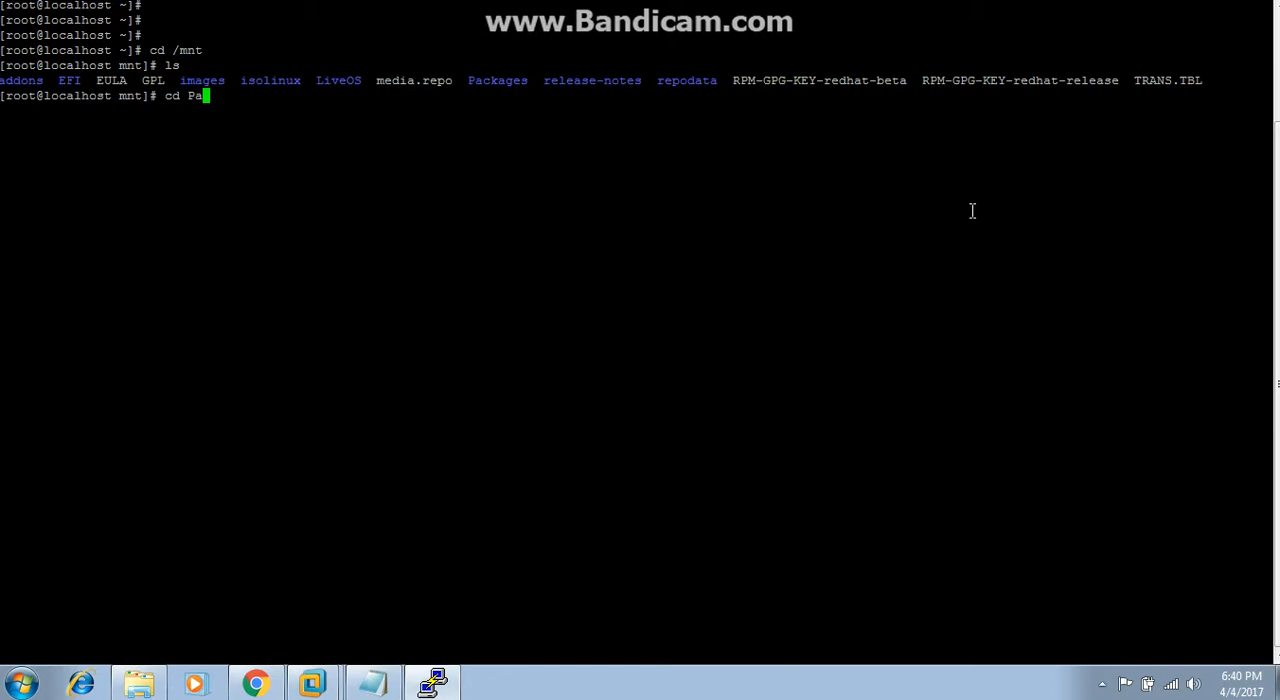 [root@localhost ~]#
www.Bandicam.com
[root@localhost ~]#
[root@localhost ~]#
[root@localhost ~]# cd /mnt
[root@localhost mnt]# ls
addons EFI EULA GPL images isolinux LiveOS media.repo Packages release-notes repodata RPM-GPG-KEY-redhat-beta RPM-GPG-KEY-redhat-release TRANS.TBL
[root@localhost mnt]# cd Pa
6:40 PM
4/4/2017